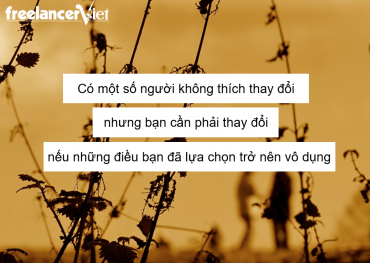 freelancerViet
Có một số người không thích thay đổi
nhưng bạn cần phải thay đổi
nếu những điều bạn đã lựa chọn trở nên vô dụng